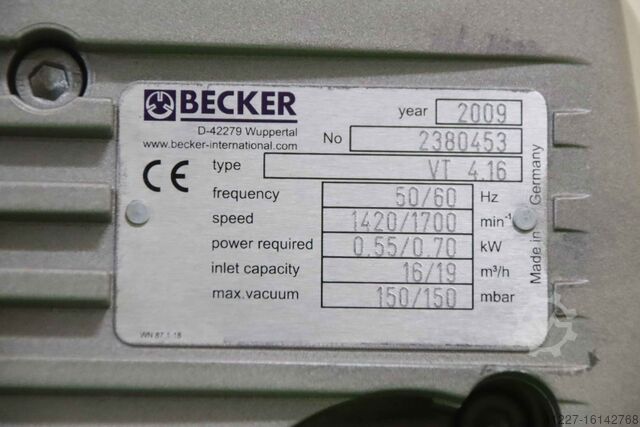 BECKER
D-42279 Wuppertal
www.becker-international.com
year 2009
No 2380453
type VT 4.16
frequency 50/60 Hz
speed 1420/1700 min-1
power required 0.55/0.70 kW
inlet capacity 16/19 m³/h
max.vacuum 150/150 mbar
CE
Made in Germany
WN 87.1-18
1227-16142768